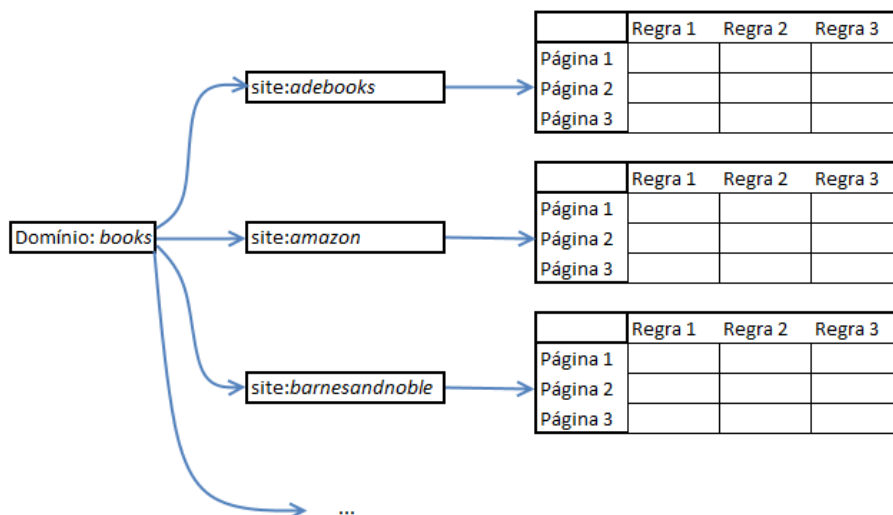 Domínio: books
site:adebooks
Regra 1 Regra 2 Regra 3
Página 1
Página 2
Página 3
site:amazon
Regra 1 Regra 2 Regra 3
Página 1
Página 2
Página 3
site:barnesandnoble
Regra 1 Regra 2 Regra 3
Página 1
Página 2
Página 3
...